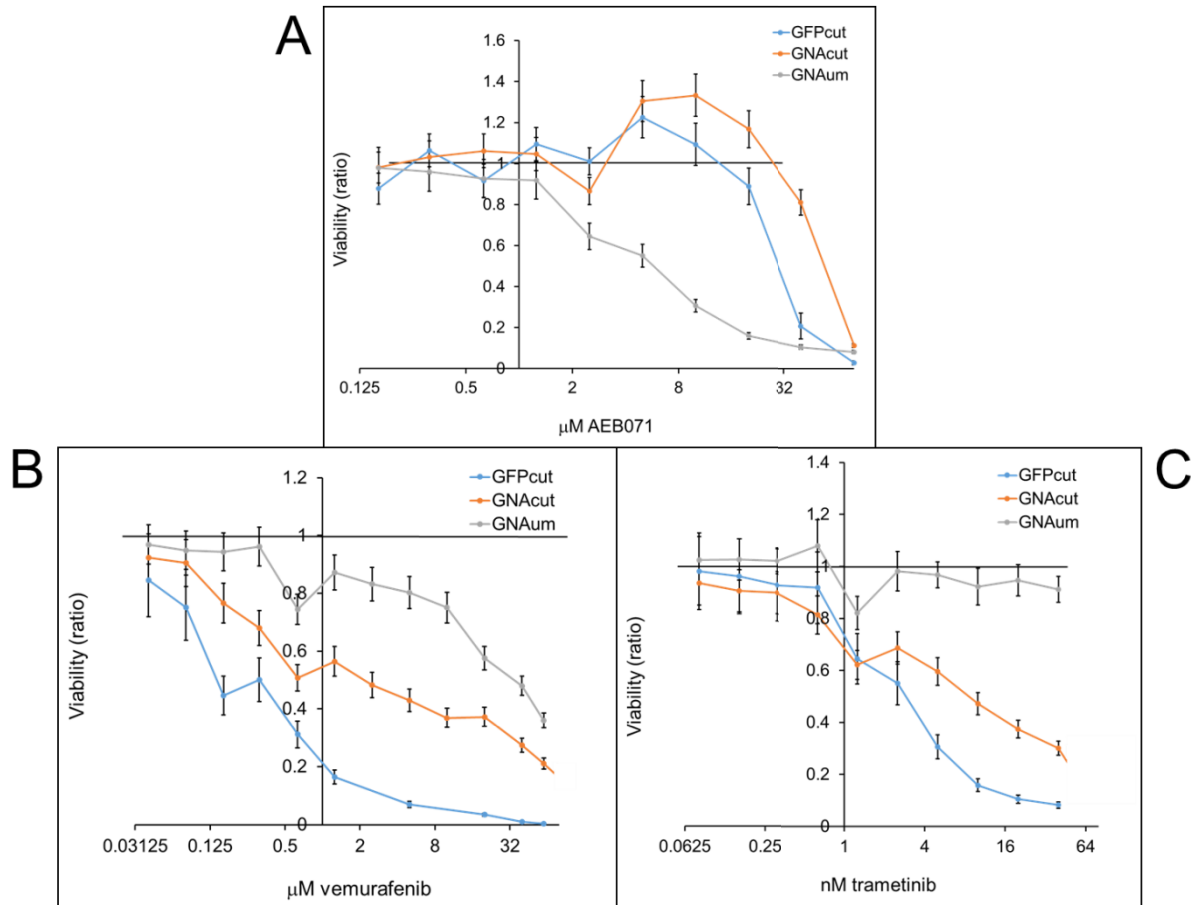 A
GFPcut
GNAcut
GNAum
1.6
1.4
1.2
1
0.8
0.6
0.4
0.2
0
Viability (ratio)
0.125 0.5 2 8 32
μM AEB071
B
GFPcut
GNAcut
GNAum
1.2
1
0.8
0.6
0.4
0.2
0
Viability (ratio)
0.03125 0.125 0.5 2 8 32
μM vemurafenib
C
GFPcut
GNAcut
GNAum
1.4
1.2
1
0.8
0.6
0.4
0.2
0
Viability (ratio)
0.0625 0.25 1 4 16 64
nM trametinib